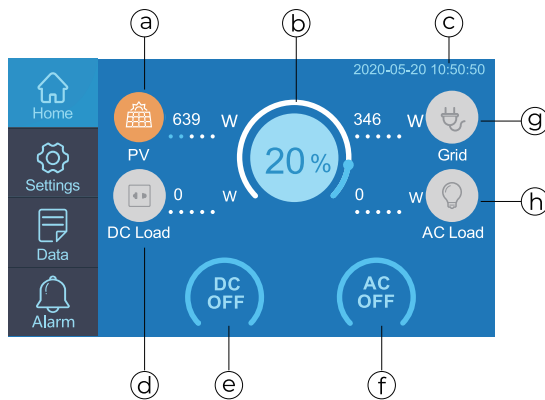 a
b
c
2020-05-20 10:50:50
Home
639 W
346 W
g
PV
20 %
Grid
Settings
0 W
0 W
h
DC Load
AC Load
Data
DC
OFF
AC
OFF
Alarm
d
e
f